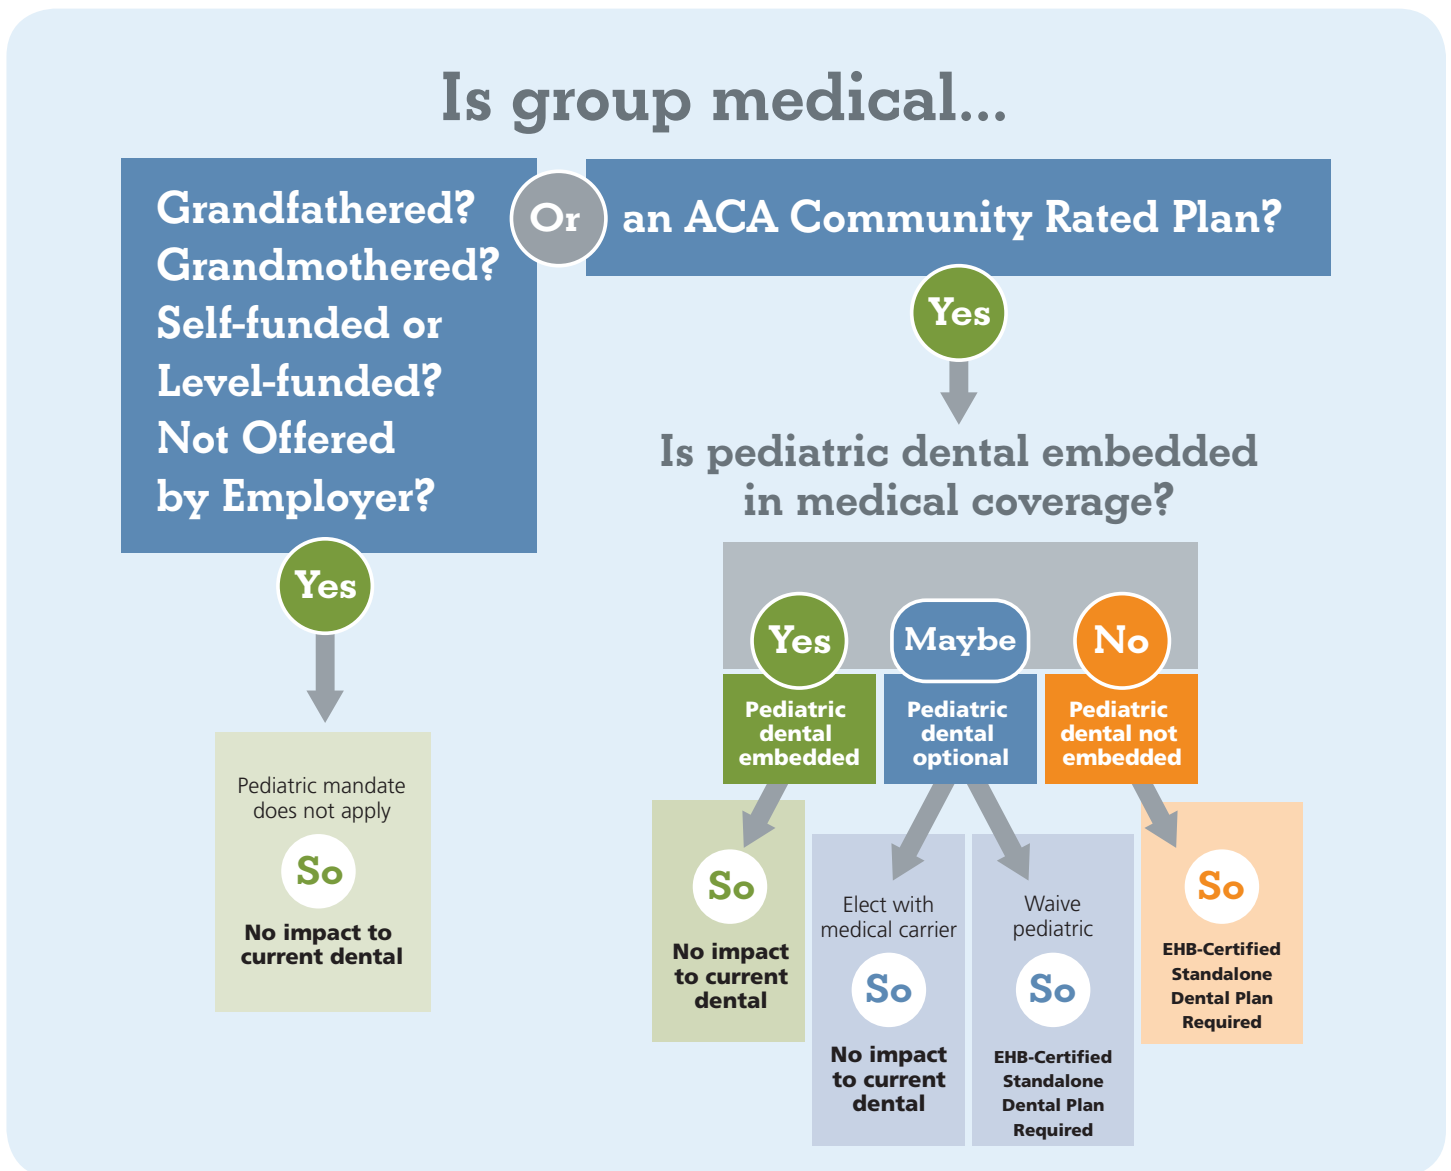 Is group medical...
Grandfathered?
Grandmothered?
Self-funded or
Level-funded?
Not Offered
by Employer?
Or
an ACA Community Rated Plan?
Yes
Pediatric mandate
does not apply
So
No impact to
current dental
Yes
Is pediatric dental embedded
in medical coverage?
Yes
Pediatric
dental
embedded
Maybe
Pediatric
dental
optional
No
Pediatric
dental not
embedded
So
No impact
to current
dental
Elect with
medical carrier
So
No impact
to current
dental
Waive
pediatric
So
EHB-Certified
Standalone
Dental Plan
Required
So
EHB-Certified
Standalone
Dental Plan
Required